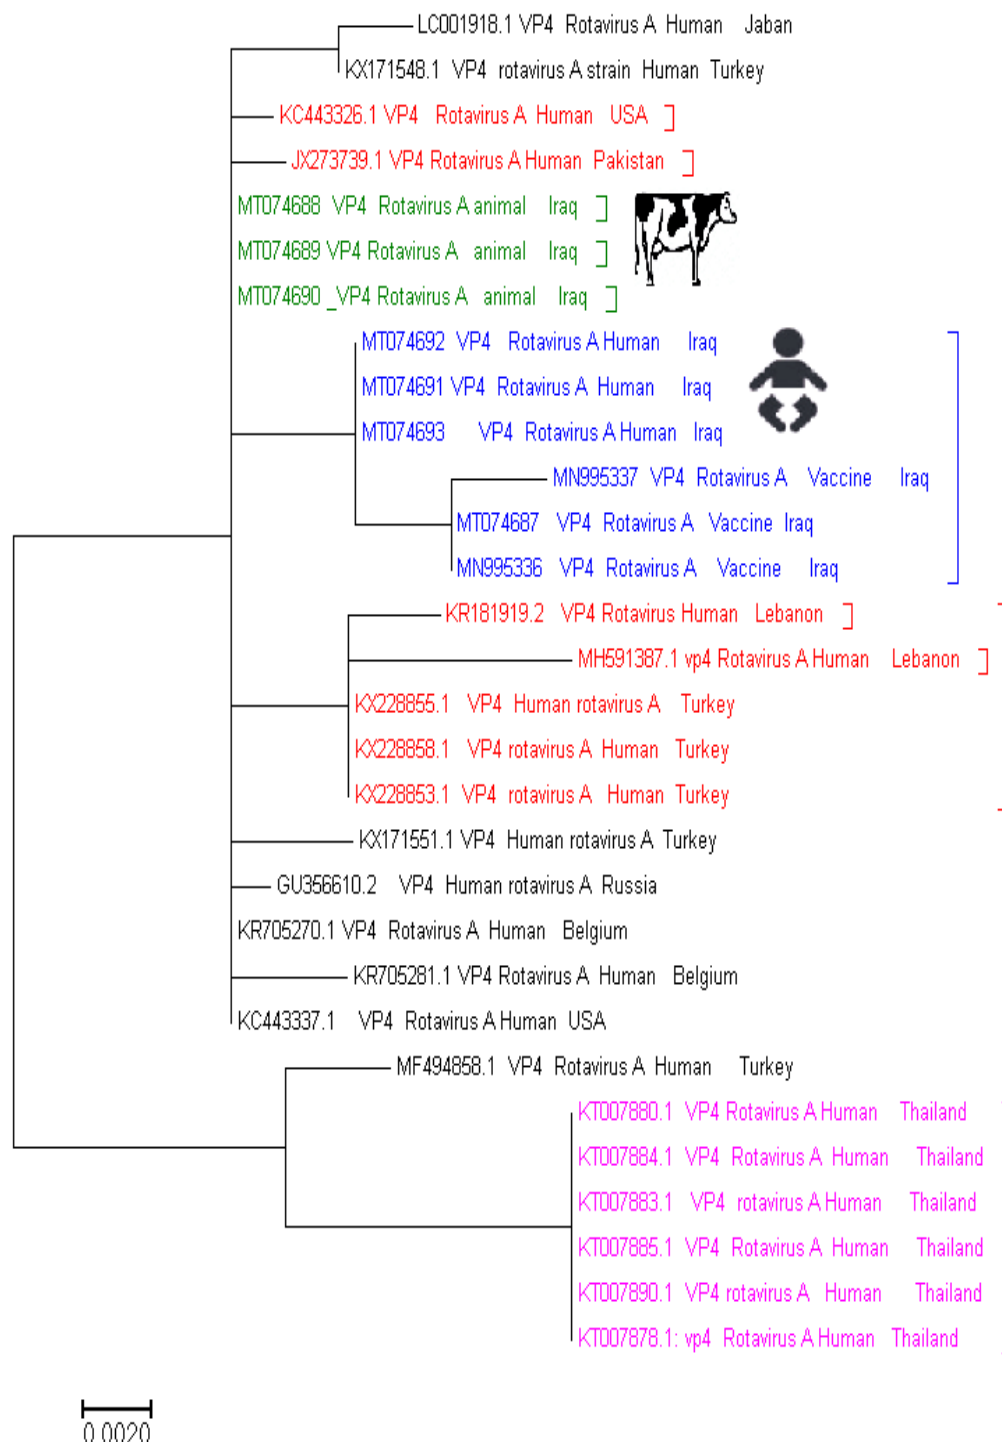 LC001918.1 VP4 Rotavirus A Human Jaban
KX171548.1 VP4 rotavirus A strain Human Turkey
KC443326.1 VP4 Rotavirus A Human USA
JX273739.1 VP4 Rotavirus A Human Pakistan
MT074688 VP4 Rotavirus A animal Iraq
MT074689 VP4 Rotavirus A animal Iraq
MT074690 _VP4 Rotavirus A animal Iraq
MT074692 VP4 Rotavirus A Human Iraq
MT074691 VP4 Rotavirus A Human Iraq
MT074693 VP4 Rotavirus A Human Iraq
MN995337 VP4 Rotavirus A Vaccine Iraq
MT074687 VP4 Rotavirus A Vaccine Iraq
MN995336 VP4 Rotavirus A Vaccine Iraq
KR181919.2 VP4 Rotavirus Human Lebanon
MH591387.1 vp4 Rotavirus A Human Lebanon
KX228855.1 VP4 Human rotavirus A Turkey
KX228858.1 VP4 rotavirus A Human Turkey
KX228853.1 VP4 rotavirus A Human Turkey
KX171551.1 VP4 Human rotavirus A Turkey
GU356610.2 VP4 Human rotavirus A Russia
KR705270.1 VP4 Rotavirus A Human Belgium
KR705281.1 VP4 Rotavirus A Human Belgium
KC443337.1 VP4 Rotavirus A Human USA
MF494858.1 VP4 Rotavirus A Human Turkey
KT007880.1 VP4 Rotavirus A Human Thailand
KT007884.1 VP4 Rotavirus A Human Thailand
KT007883.1 VP4 rotavirus A Human Thailand
KT007885.1 VP4 Rotavirus A Human Thailand
KT007890.1 VP4 rotavirus A Human Thailand
KT007878.1: vp4 Rotavirus A Human Thailand
0.0020